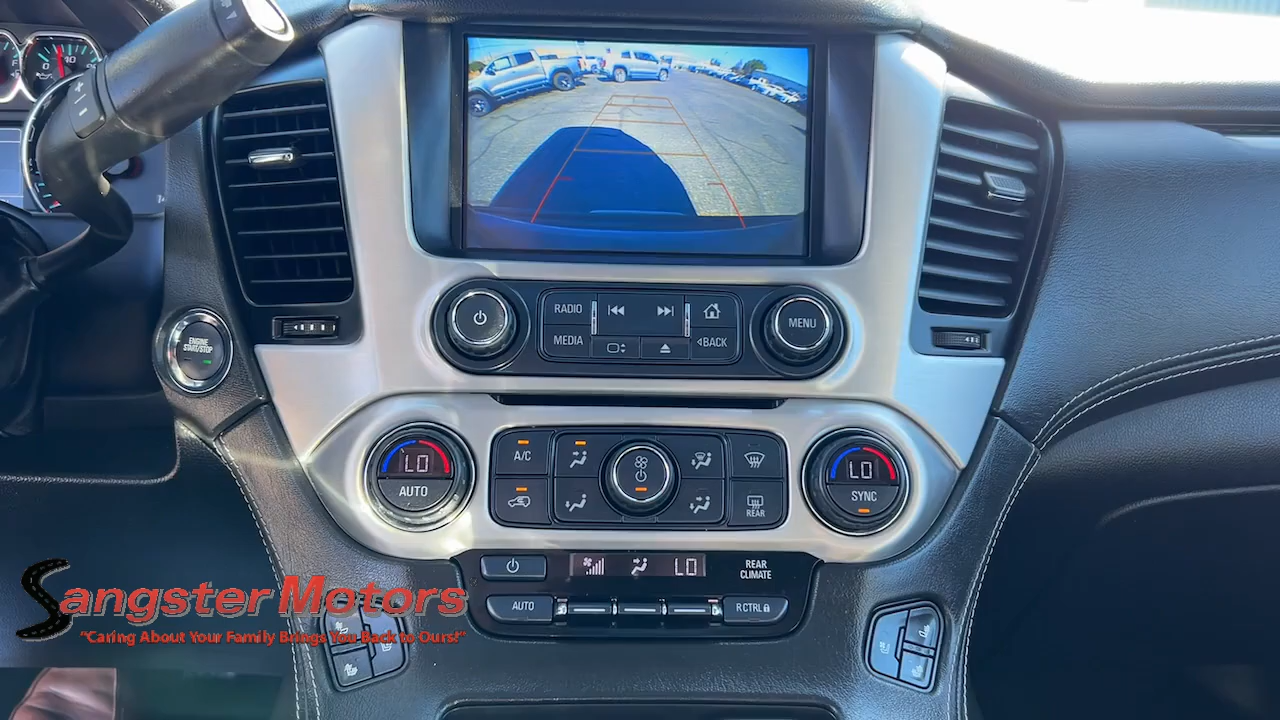 RADIO
MEDIA
BACK
MENU
ENGINE
START/STOP
LO
AUTO
A/C
REAR
LO
SYNC
LO
REAR
CLIMATE
AUTO
R CTRL
Sangster Motors
"Caring About Your Family Brings You Back to Ours!"